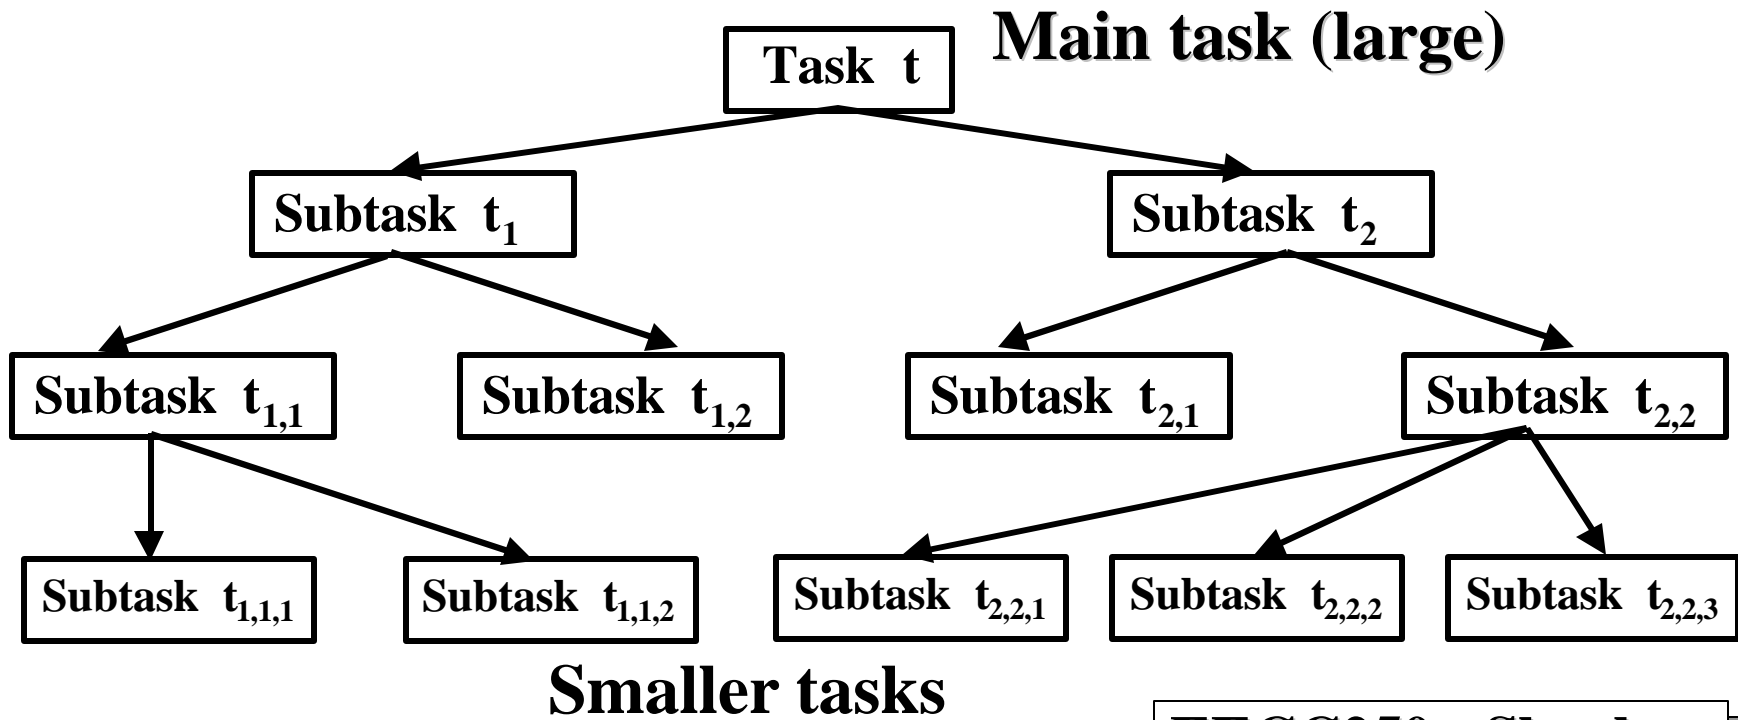 Main task (large)
Task t
Subtask t1
Subtask t2
Subtask t1,1
Subtask t1,2
Subtask t2,1
Subtask t2,2
Subtask t1,1,1
Subtask t1,1,2
Subtask t2,2,1
Subtask t2,2,2
Subtask t2,2,3
Smaller tasks